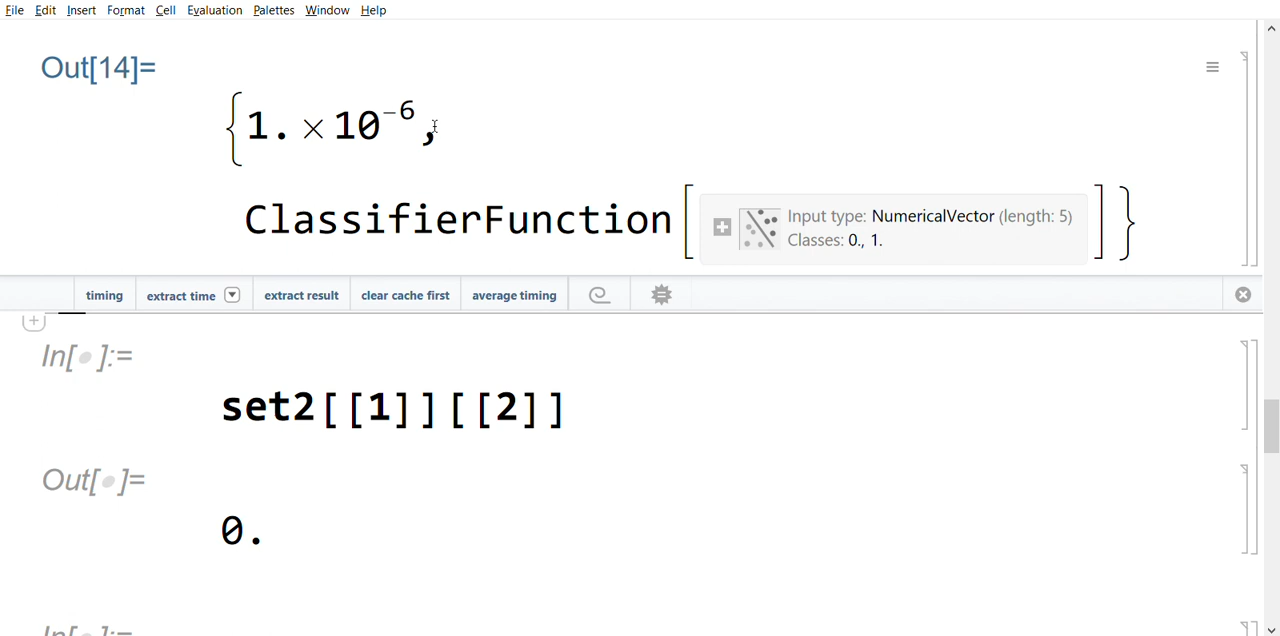 File Edit Insert Format Cell Evaluation Palettes Window Help
Out[14]=
{1. × 10⁻⁶,
ClassifierFunction[ Input type: NumericalVector (length: 5)
Classes: 0., 1. ]}
timing extract time extract result clear cache first average timing
In[●]:=
set2[[1]][[2]]
Out[●]=
0.
In[●]:=